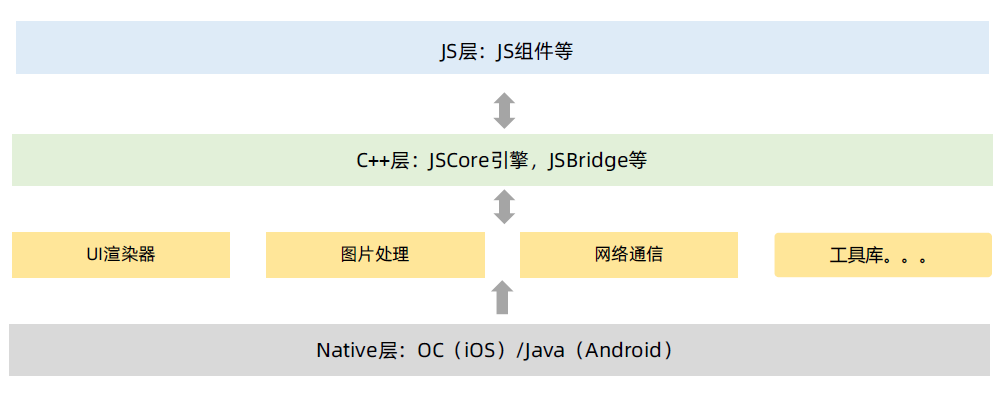 JS层：JS组件等
C++层：JSCore引擎，JSBridge等
UI渲染器
图片处理
网络通信
工具库。。。
Native层：OC（iOS）/Java（Android）